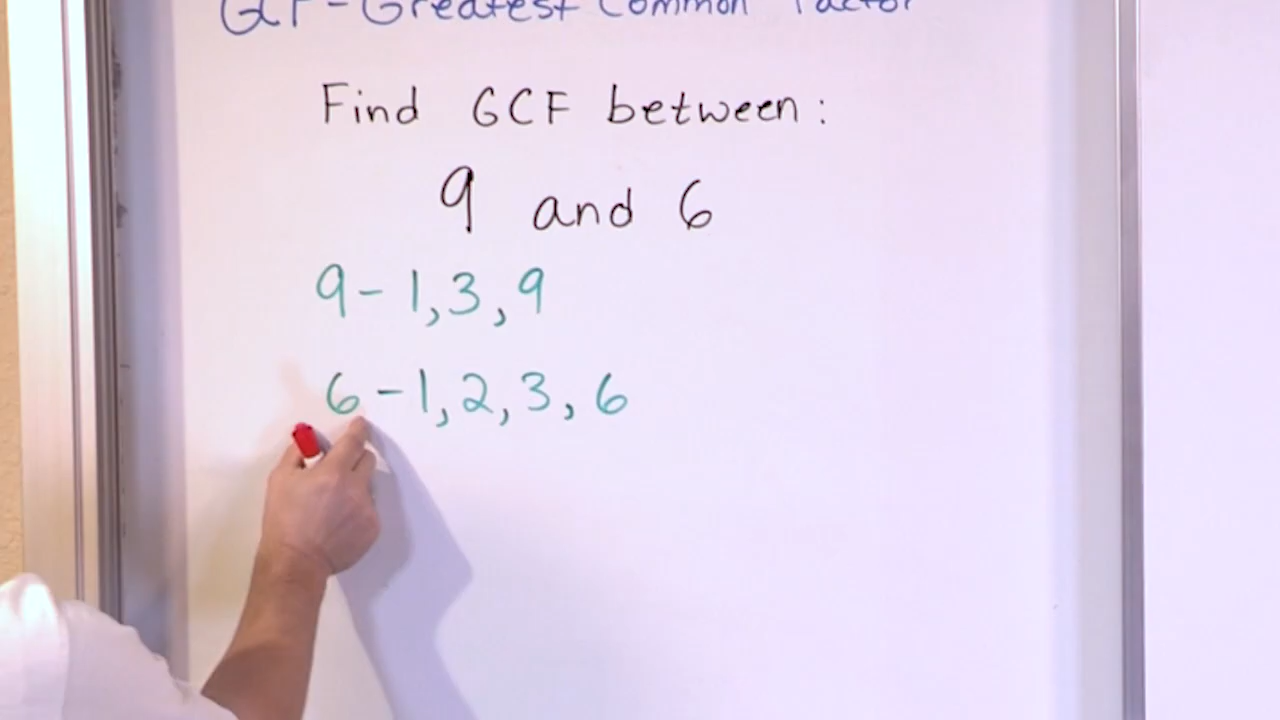 GCF - Greatest Common Factor
Find GCF between:
9 and 6
9 - 1, 3, 9
6 - 1, 2, 3, 6